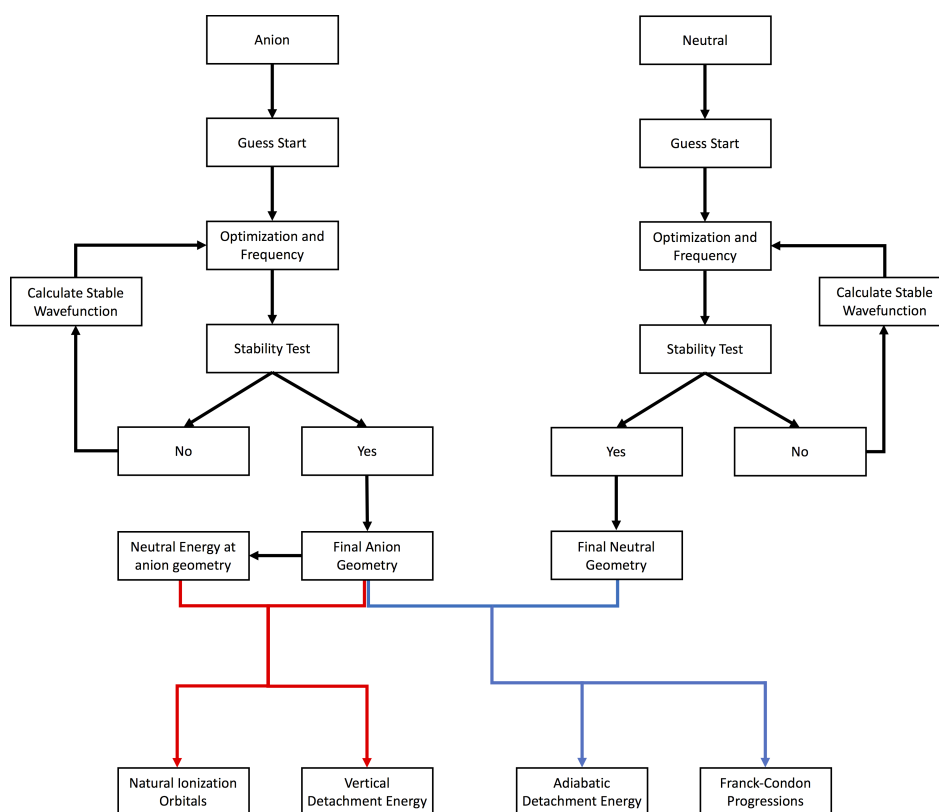 Anion
Neutral
Guess Start
Guess Start
Optimization and
Frequency
Optimization and
Frequency
Calculate Stable
Wavefunction
Calculate Stable
Wavefunction
Stability Test
Stability Test
No
Yes
Yes
No
Neutral Energy at
anion geometry
Final Anion
Geometry
Final Neutral
Geometry
Natural Ionization
Orbitals
Vertical
Detachment Energy
Adiabatic
Detachment Energy
Franck-Condon
Progressions